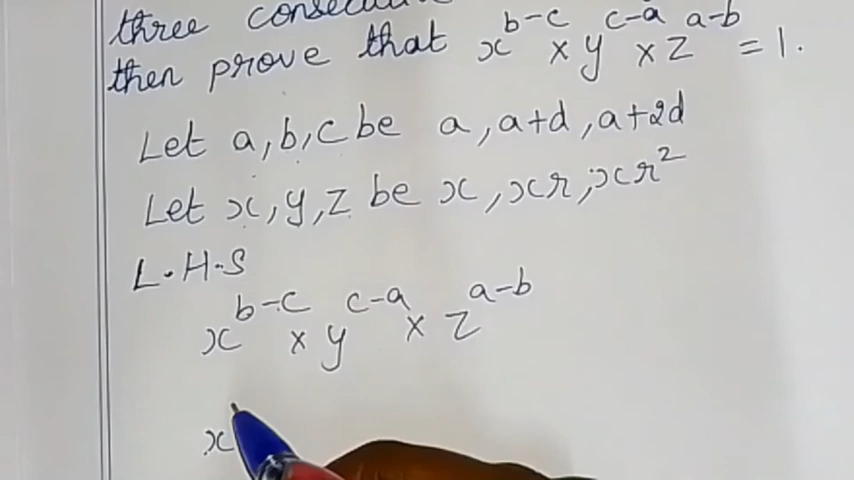 three
then prove that x^(b-c) × y^(c-a) × z^(a-b) = 1.
Let a, b, c be a, a+d, a+2d
Let x, y, z be x, xr, xr²
L.H.S
x^(b-c) × y^(c-a) × z^(a-b)
x